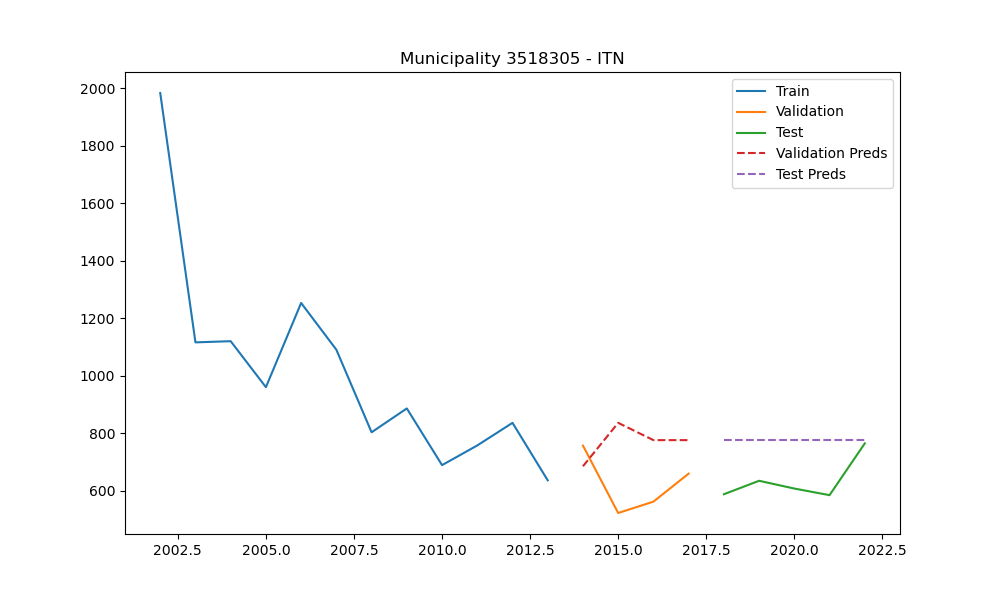 Municipality 3518305 - ITN
2000
1800
1600
1400
1200
1000
800
600
Train
Validation
Test
Validation Preds
Test Preds
2002.5 2005.0 2007.5 2010.0 2012.5 2015.0 2017.5 2020.0 2022.5